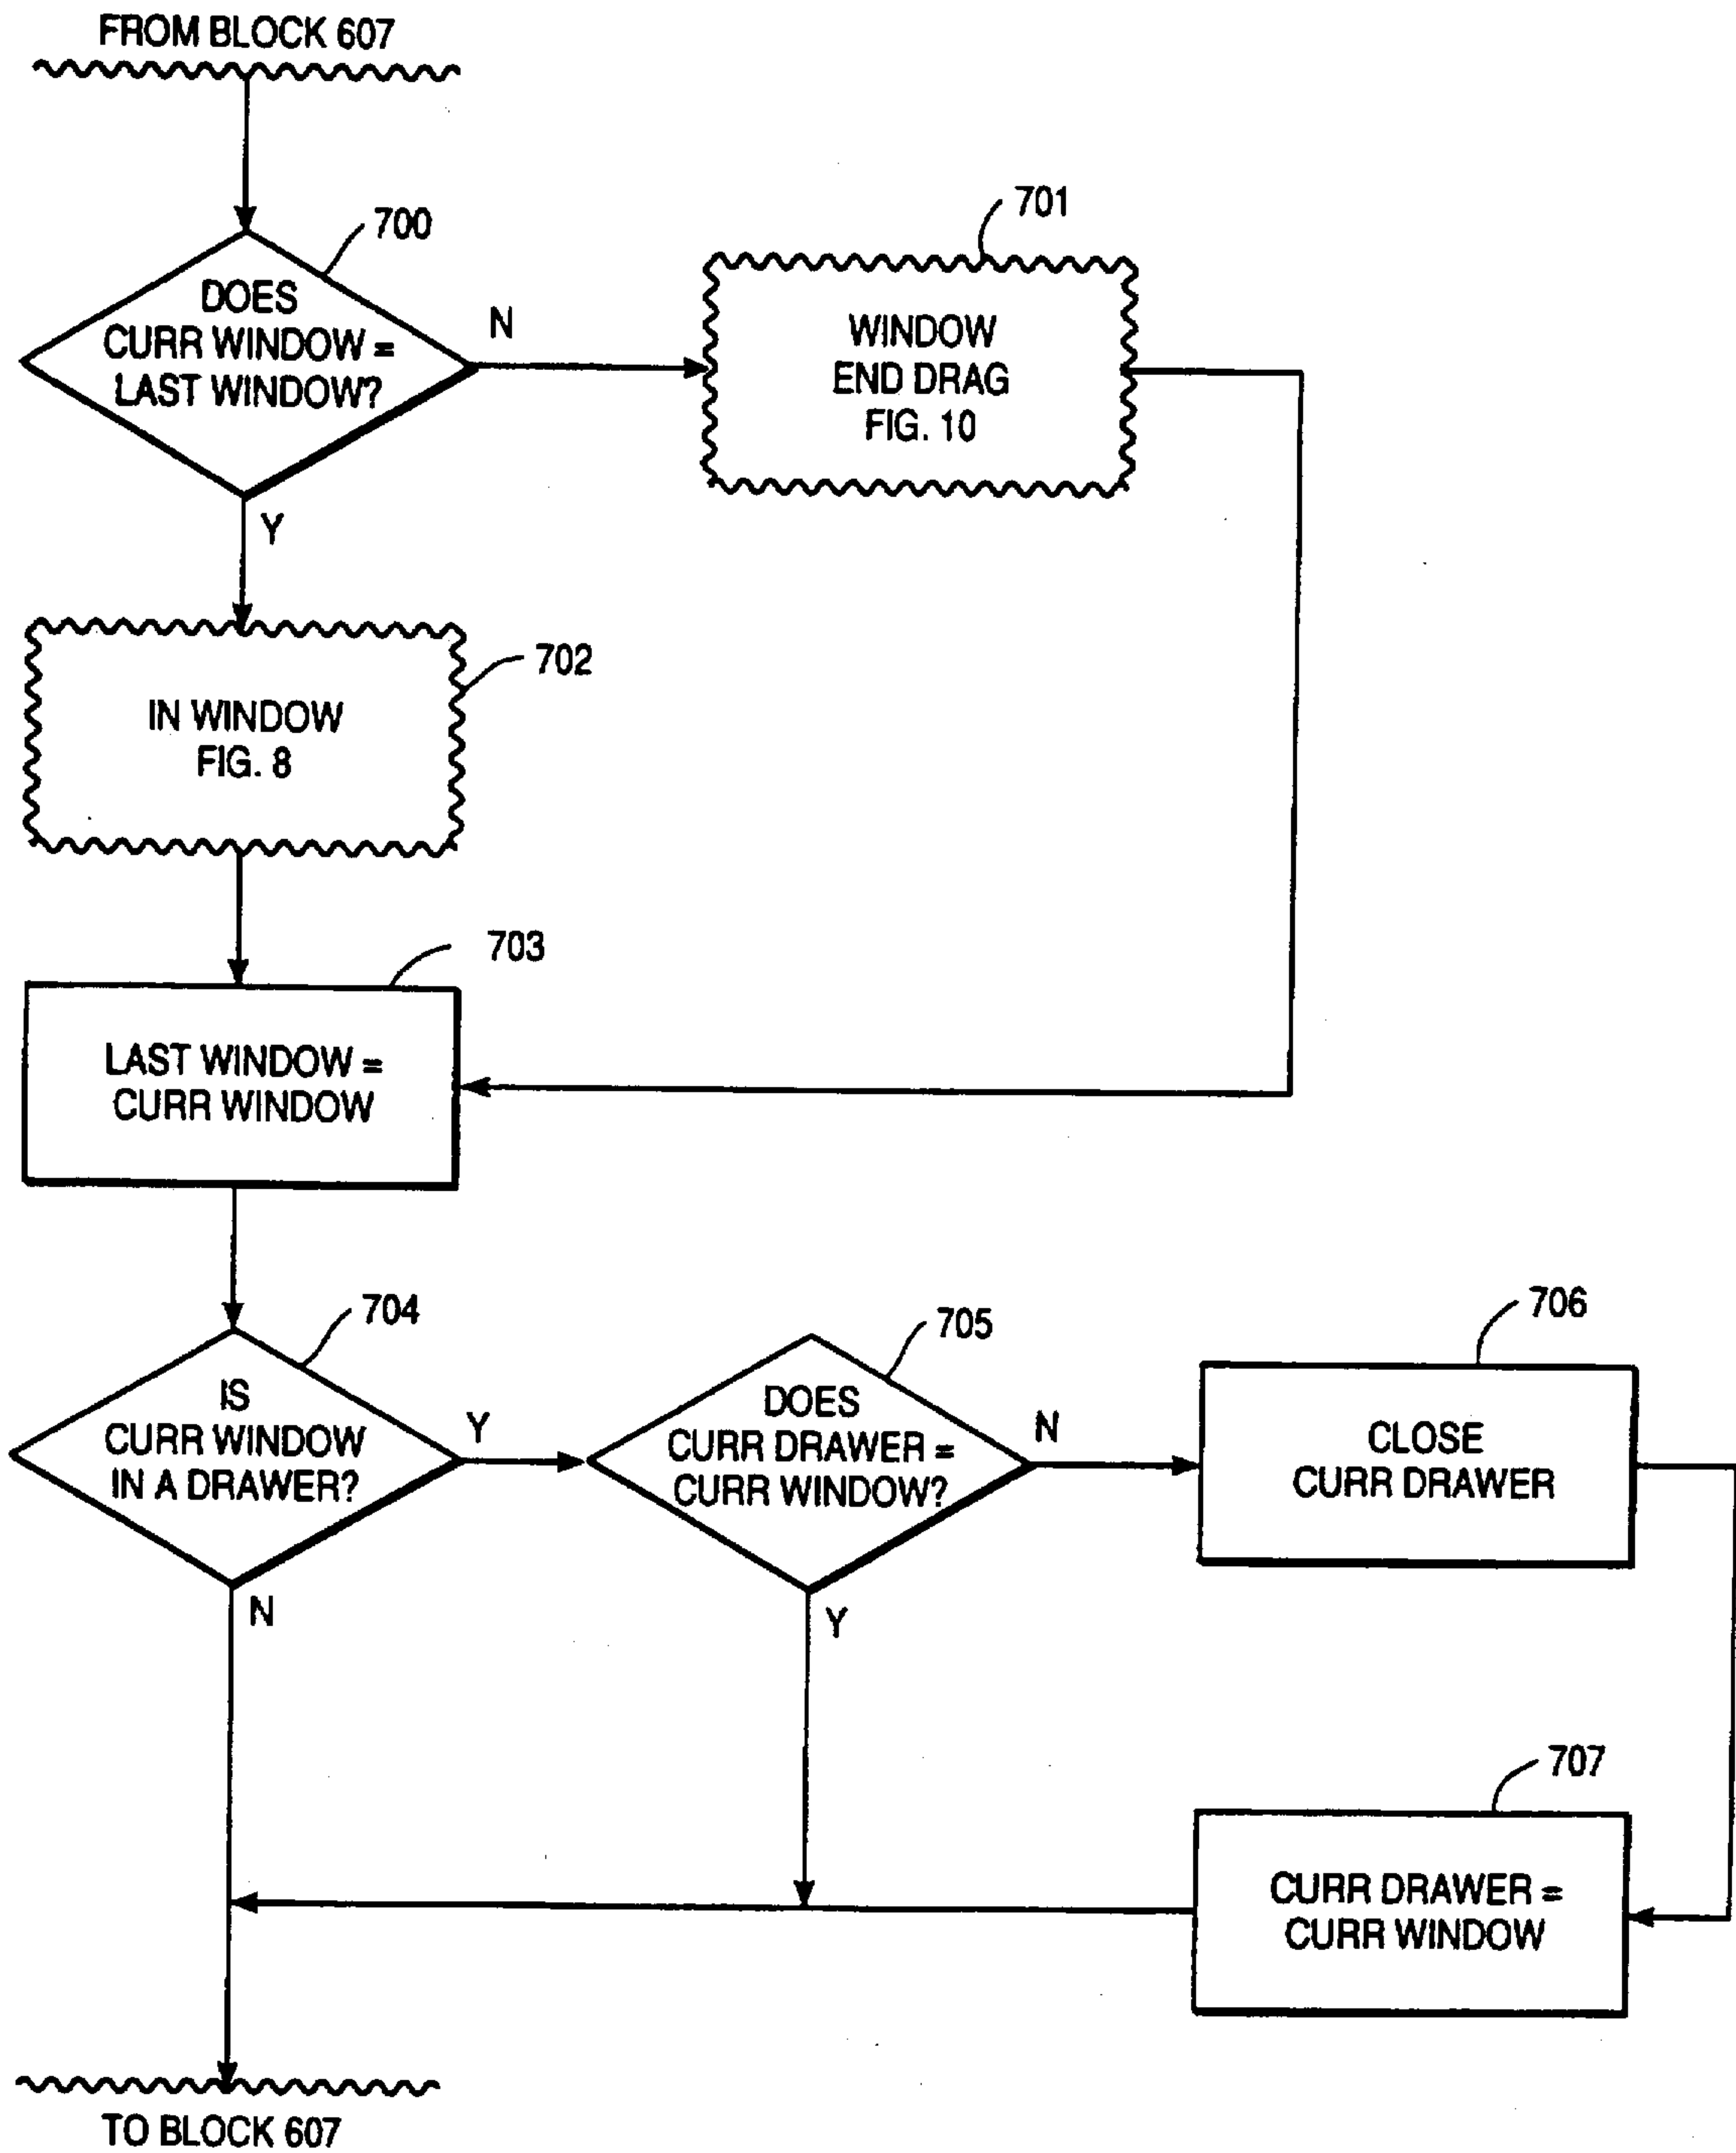 FROM BLOCK 607
700
DOES
CURR WINDOW =
LAST WINDOW?
N
Y
701
WINDOW
END DRAG
FIG. 10
702
IN WINDOW
FIG. 8
703
LAST WINDOW =
CURR WINDOW
704
IS
CURR WINDOW
IN A DRAWER?
Y
N
705
DOES
CURR DRAWER =
CURR WINDOW?
N
Y
706
CLOSE
CURR DRAWER
707
CURR DRAWER =
CURR WINDOW
TO BLOCK 607